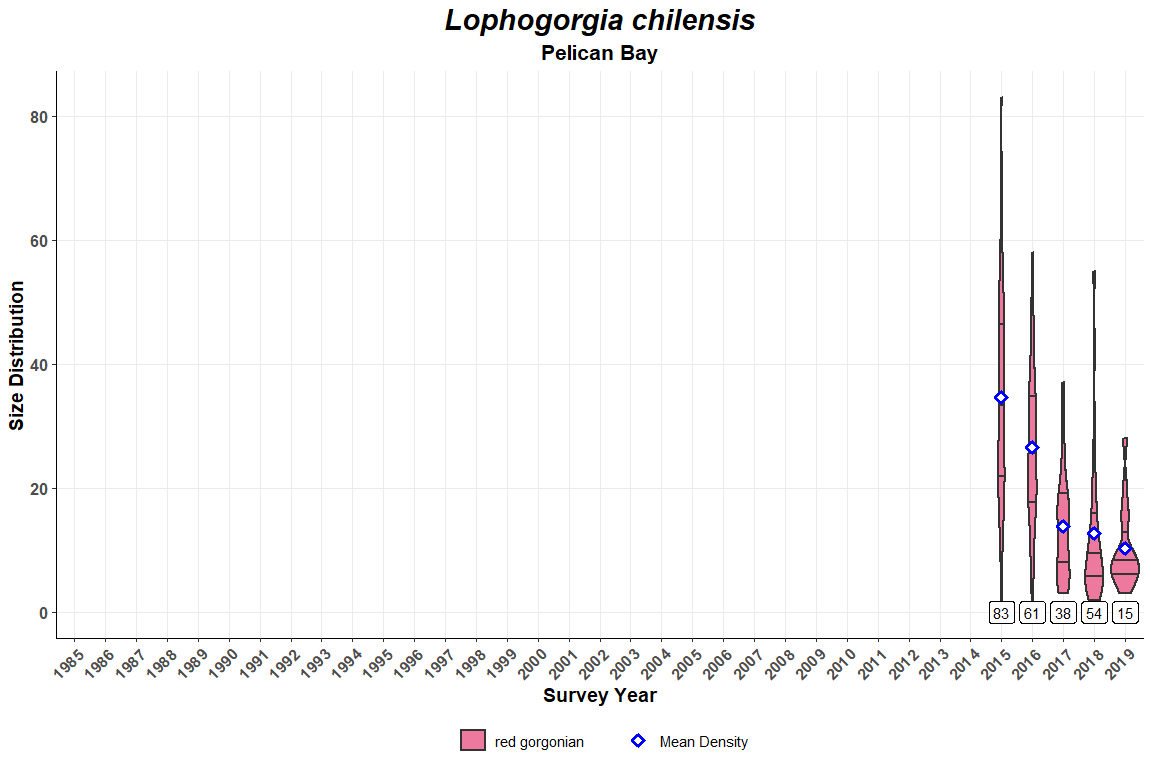 Lophogorgia chilensis
Pelican Bay
Size Distribution
80
60
40
20
0
83 61 38 54 15
1985 1986 1987 1988 1989 1990 1991 1992 1993 1994 1995 1996 1997 1998 1999 2000 2001 2002 2003 2004 2005 2006 2007 2008 2009 2010 2011 2012 2013 2014 2015 2016 2017 2018 2019
Survey Year
red gorgonian Mean Density